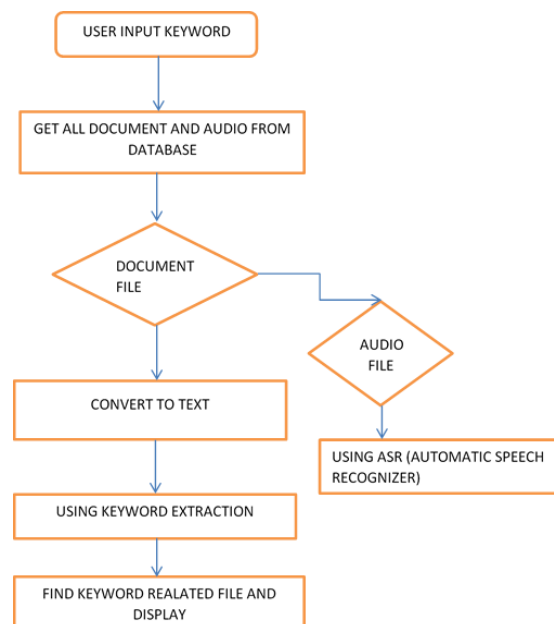 USER INPUT KEYWORD
GET ALL DOCUMENT AND AUDIO FROM
DATABASE
DOCUMENT
FILE
AUDIO
FILE
CONVERT TO TEXT
USING ASR (AUTOMATIC SPEECH
RECOGNIZER)
USING KEYWORD EXTRACTION
FIND KEYWORD REALATED FILE AND
DISPLAY